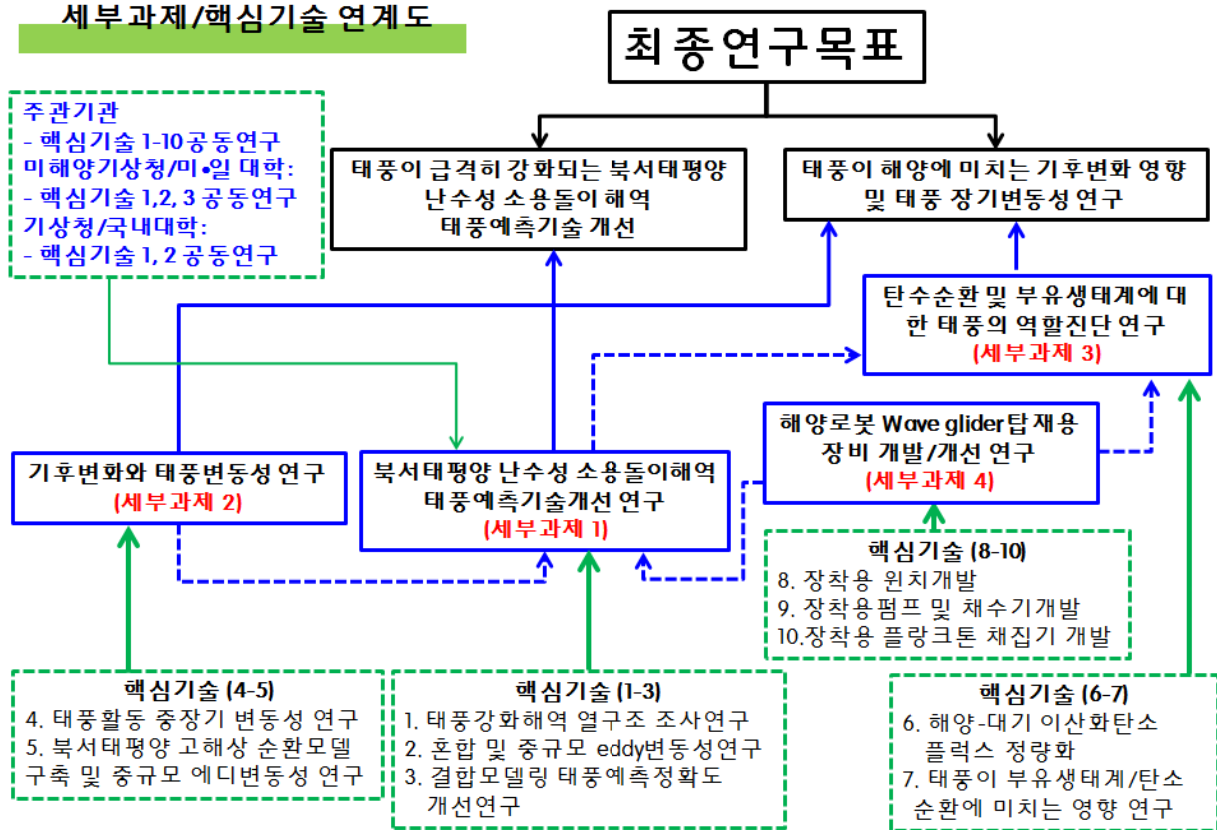 세부과제/핵심기술 연계도
최종연구목표
주관기관
- 핵심기술 1-10 공동연구
미해양기상청/미•일 대학:
- 핵심기술 1,2, 3 공동연구
기상청/국내대학:
- 핵심기술 1, 2 공동연구
태풍이 급격히 강화되는 북서태평양
난수성 소용돌이 해역
태풍예측기술 개선
태풍이 해양에 미치는 기후변화 영향
및 태풍 장기변동성 연구
탄수순환 및 부유생태계에 대
한 태풍의 역할진단 연구
(세부과제 3)
해양로봇 Wave glider탑재용
장비 개발/개선 연구
(세부과제 4)
기후변화와 태풍변동성 연구
(세부과제 2)
북서태평양 난수성 소용돌이해역
태풍예측기술개선 연구
(세부과제 1)
핵심기술 (8-10)
8. 장착용 윈치개발
9. 장착용펌프 및 채수기개발
10.장착용 플랑크톤 채집기 개발
핵심기술 (4-5)
4. 태풍활동 중장기 변동성 연구
5. 북서태평양 고해상 순환모델
구축 및 중규모 에디변동성 연구
핵심기술 (1-3)
1. 태풍강화해역 열구조 조사연구
2. 혼합 및 중규모 eddy변동성연구
3. 결합모델링 태풍예측정확도
개선연구
핵심기술 (6-7)
6. 해양-대기 이산화탄소
플럭스 정량화
7. 태풍이 부유생태계/탄소
순환에 미치는 영향 연구